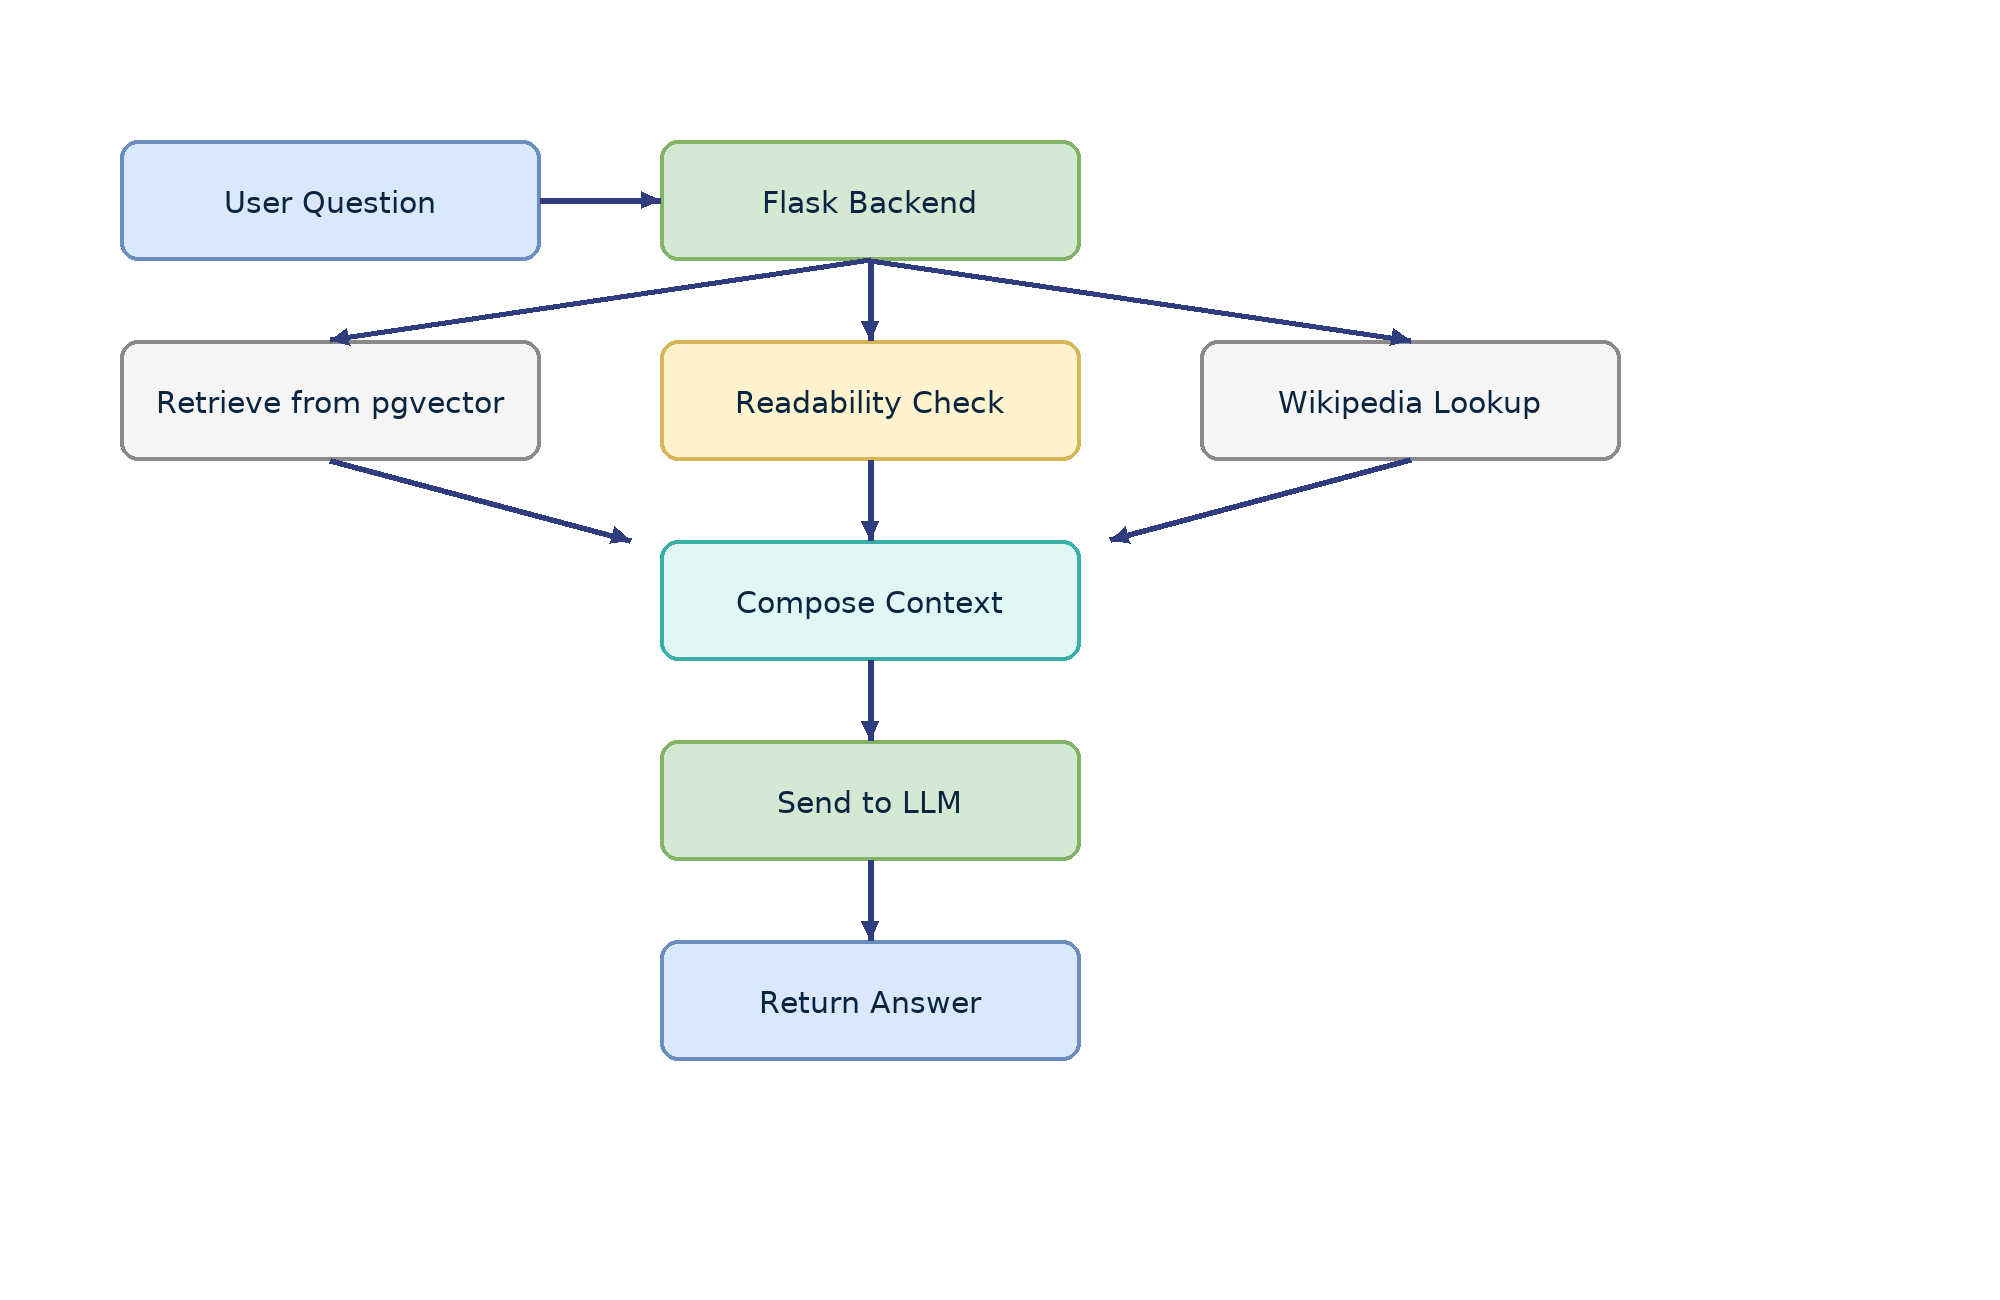 User Question
Flask Backend
Retrieve from pgvector
Readability Check
Wikipedia Lookup
Compose Context
Send to LLM
Return Answer